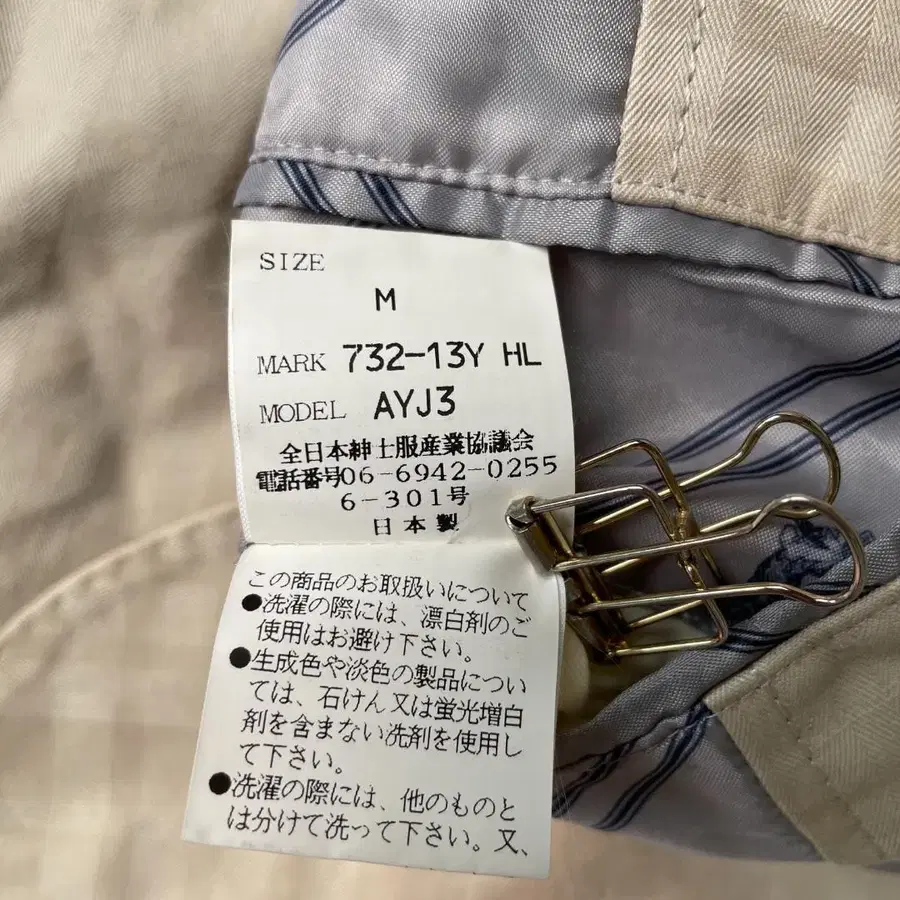 SIZE
M
MARK 732-13Y HL
MODEL AYJ3
全日本紳士服産業協議会
電話番号06-6942-0255
6-301号
日本製
この商品のお取扱いについて
●洗濯の際には、漂白剤のご
使用はお避け下さい。
●生成色や淡色の製品につい
ては、石けん又は蛍光増白
剤を含まない洗剤を使用し
て下さい。
●洗濯の際には、他のものと
は分けて洗って下さい。又、